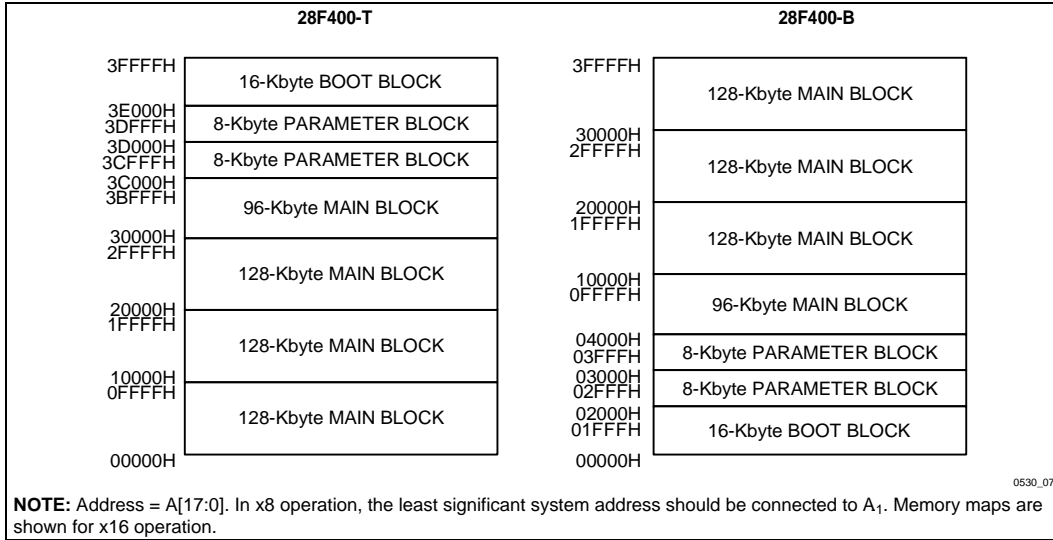 28F400-T
3FFFFH
16-Kbyte BOOT BLOCK
3E000H
3DFFFH
8-Kbyte PARAMETER BLOCK
3D000H
3CFFFH
8-Kbyte PARAMETER BLOCK
3C000H
3BFFFH
96-Kbyte MAIN BLOCK
30000H
2FFFFH
128-Kbyte MAIN BLOCK
20000H
1FFFFH
128-Kbyte MAIN BLOCK
10000H
0FFFFH
128-Kbyte MAIN BLOCK
00000H
28F400-B
3FFFFH
128-Kbyte MAIN BLOCK
30000H
2FFFFH
128-Kbyte MAIN BLOCK
20000H
1FFFFH
128-Kbyte MAIN BLOCK
10000H
0FFFFH
96-Kbyte MAIN BLOCK
04000H
03FFFH
8-Kbyte PARAMETER BLOCK
03000H
02FFFH
8-Kbyte PARAMETER BLOCK
02000H
01FFFH
16-Kbyte BOOT BLOCK
00000H
0530_07
NOTE: Address = A[17:0]. In x8 operation, the least significant system address should be connected to A₁. Memory maps are
shown for x16 operation.